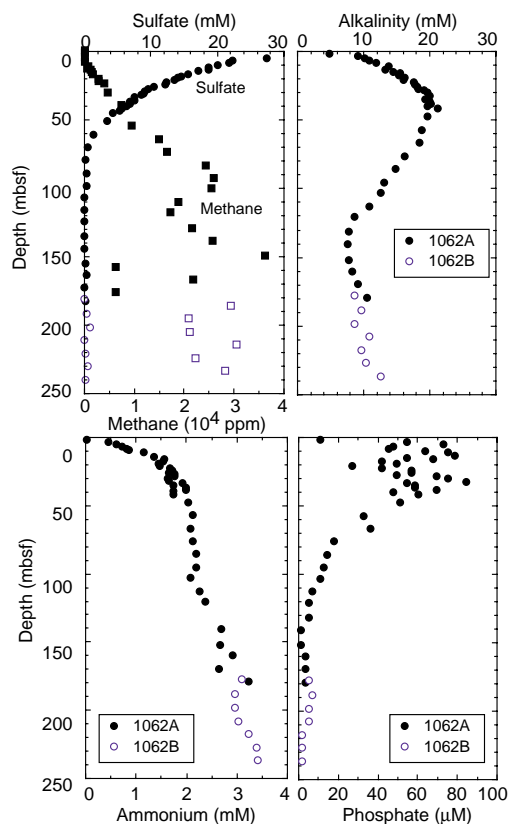 Sulfate (mM)
0 10 20 30
Alkalinity (mM)
0 5 10 15 20 25 30
0
50
100
150
200
250
Depth (mbsf)
Sulfate
Methane
1062A
1062B
0 1 2 3 4
Methane (10⁴ ppm)
0
50
100
150
200
250
Depth (mbsf)
1062A
1062B
1062A
1062B
0 1 2 3 4
Ammonium (mM)
0 20 40 60 80 100
Phosphate (µM)